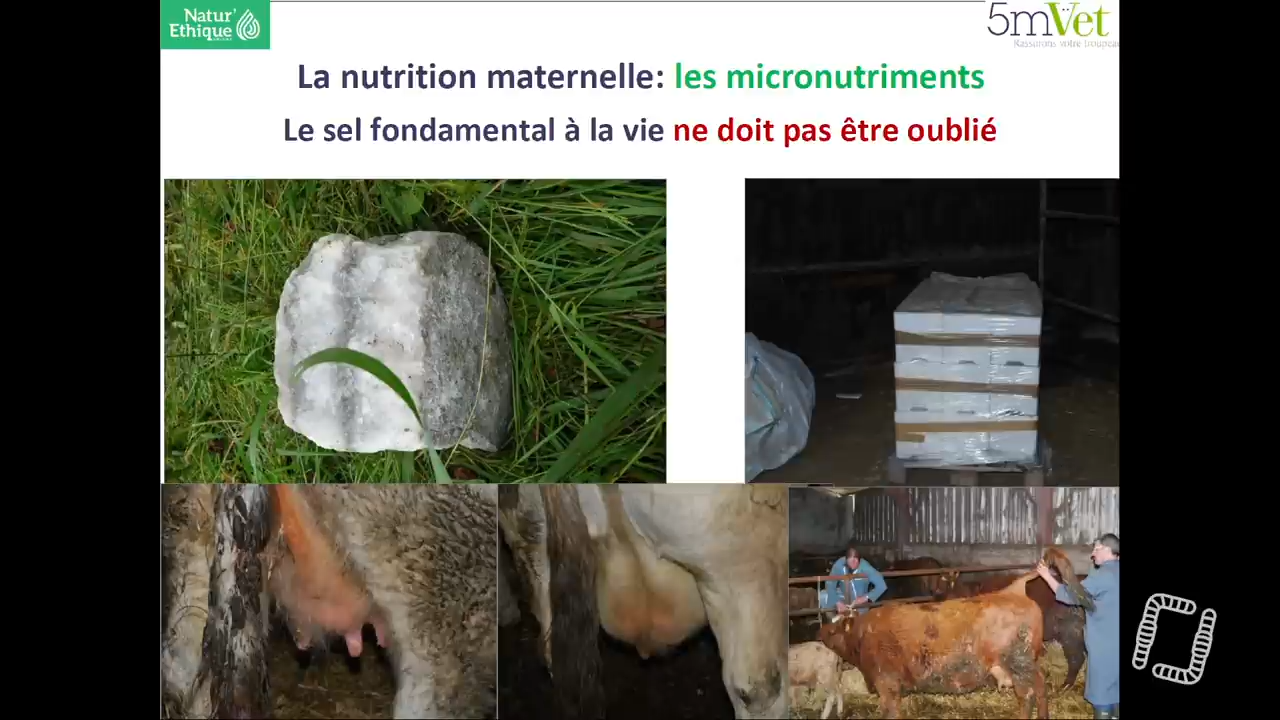 Natur'
Ethique
5mVet
Rassurons votre troupeau
La nutrition maternelle: les micronutriments
Le sel fondamental à la vie ne doit pas être oublié